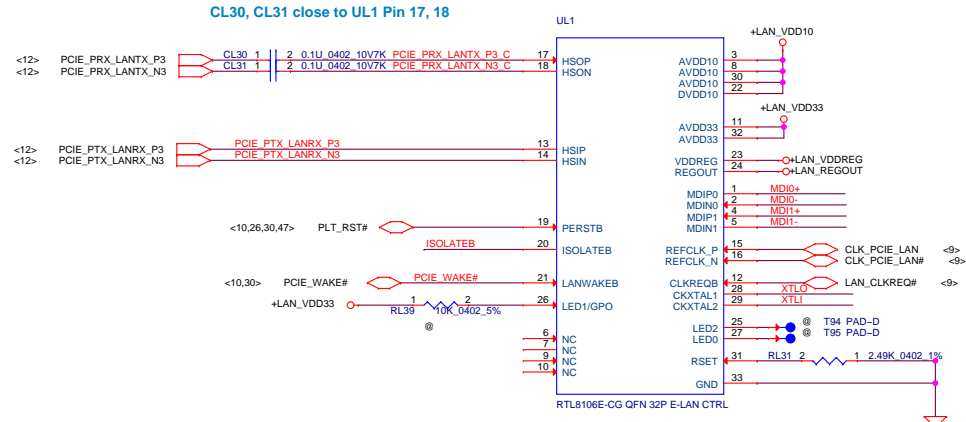 CL30, CL31 close to UL1 Pin 17, 18
UL1
+LAN_VDD10
<12> PCIE_PRX_LANTX_P3 CL30 1 2 0.1U_0402_10V7K PCIE_PRX_LANTX_P3_C 17 HSOP
<12> PCIE_PRX_LANTX_N3 CL31 1 2 0.1U_0402_10V7K PCIE_PRX_LANTX_N3_C 18 HSON
AVDD10 3
AVDD10 8
AVDD10 30
DVDD10 22
+LAN_VDD33
AVDD33 11
AVDD33 32
<12> PCIE_PTX_LANRX_P3 PCIE_PTX_LANRX_P3 13 HSIP
<12> PCIE_PTX_LANRX_N3 PCIE_PTX_LANRX_N3 14 HSIN
VDDREG 23 +LAN_VDDREG
REGOUT 24 +LAN_REGOUT
MDIP0 1 MDI0+
MDIN0 2 MDI0-
MDIP1 4 MDI1+
MDIN1 5 MDI1-
<10,26,30,47> PLT_RST# 19 PERSTB
ISOLATEB 20 ISOLATEB
REFCLK_P 15 CLK_PCIE_LAN <9>
REFCLK_N 16 CLK_PCIE_LAN# <9>
<10,30> PCIE_WAKE# PCIE_WAKE# 21 LANWAKEB
CLKREQB 12 LAN_CLKREQ# <9>
CKXTAL1 28 XTLO
CKXTAL2 29 XTLI
+LAN_VDD33 1 RL39 2 10K_0402_5% 26 LED1/GPO
@
LED2 25 @ T94 PAD~D
LED0 27 @ T95 PAD~D
6 NC
7 NC
9 NC
10 NC
RSET 31 RL31 2 1 2.49K_0402_1%
GND 33
RTL8106E-CG QFN 32P E-LAN CTRL